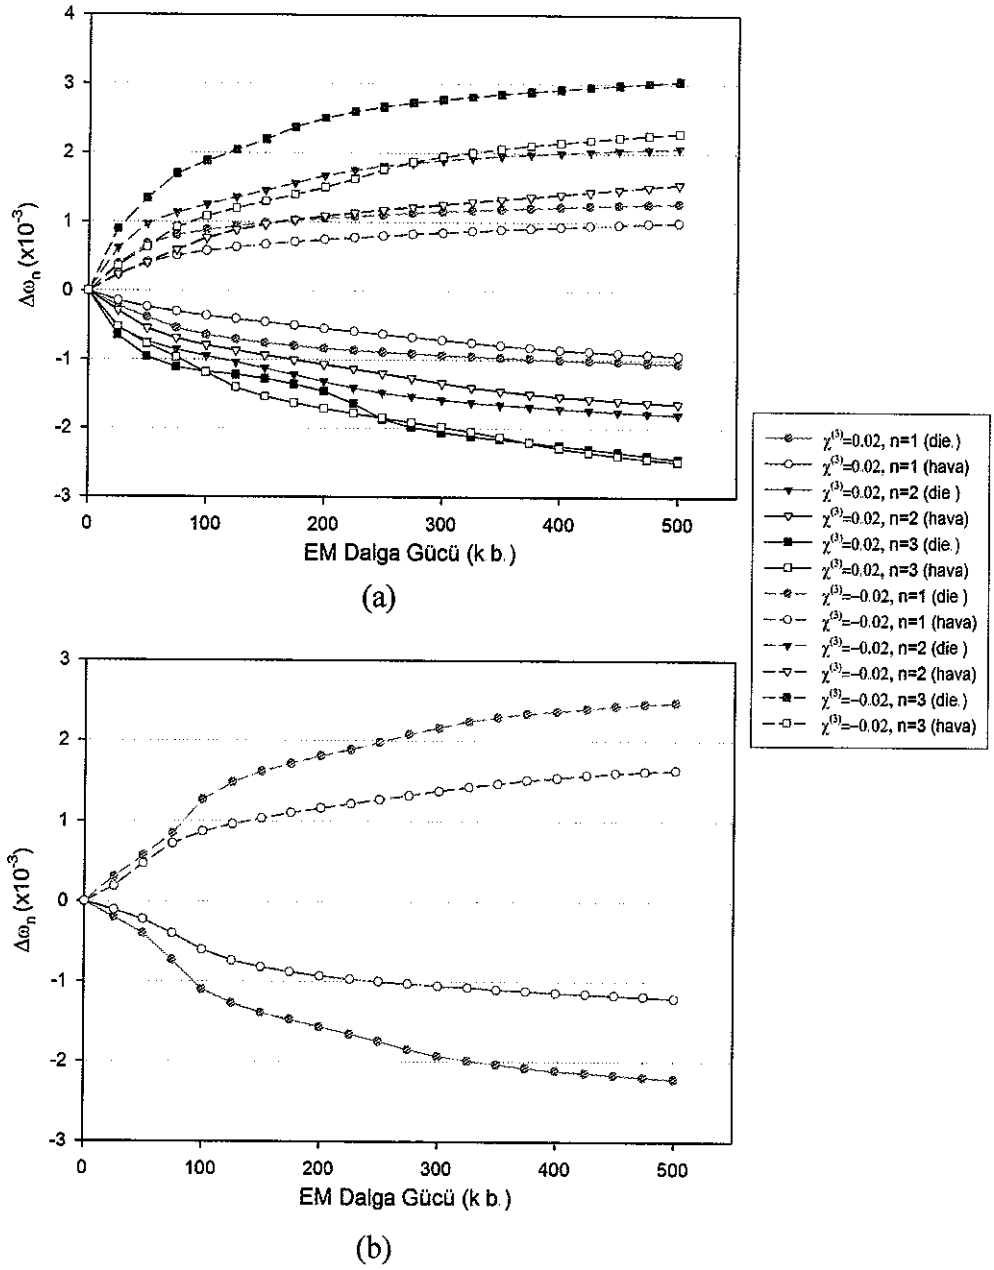 4
3
2
1
0
-1
-2
-3
Δω_n (x10^-3)
0 100 200 300 400 500
EM Dalga Gücü (k b.)
(a)
χ^(3)=0.02, n=1 (die.)
χ^(3)=0.02, n=1 (hava)
χ^(3)=0.02, n=2 (die )
χ^(3)=0.02, n=2 (hava)
χ^(3)=0.02, n=3 (die.)
χ^(3)=0.02, n=3 (hava)
χ^(3)=–0.02, n=1 (die )
χ^(3)=–0.02, n=1 (hava)
χ^(3)=–0.02, n=2 (die )
χ^(3)=–0.02, n=2 (hava)
χ^(3)=–0.02, n=3 (die.)
χ^(3)=–0.02, n=3 (hava)
3
2
1
0
-1
-2
-3
Δω_n (x10^-3)
0 100 200 300 400 500
EM Dalga Gücü (k b.)
(b)